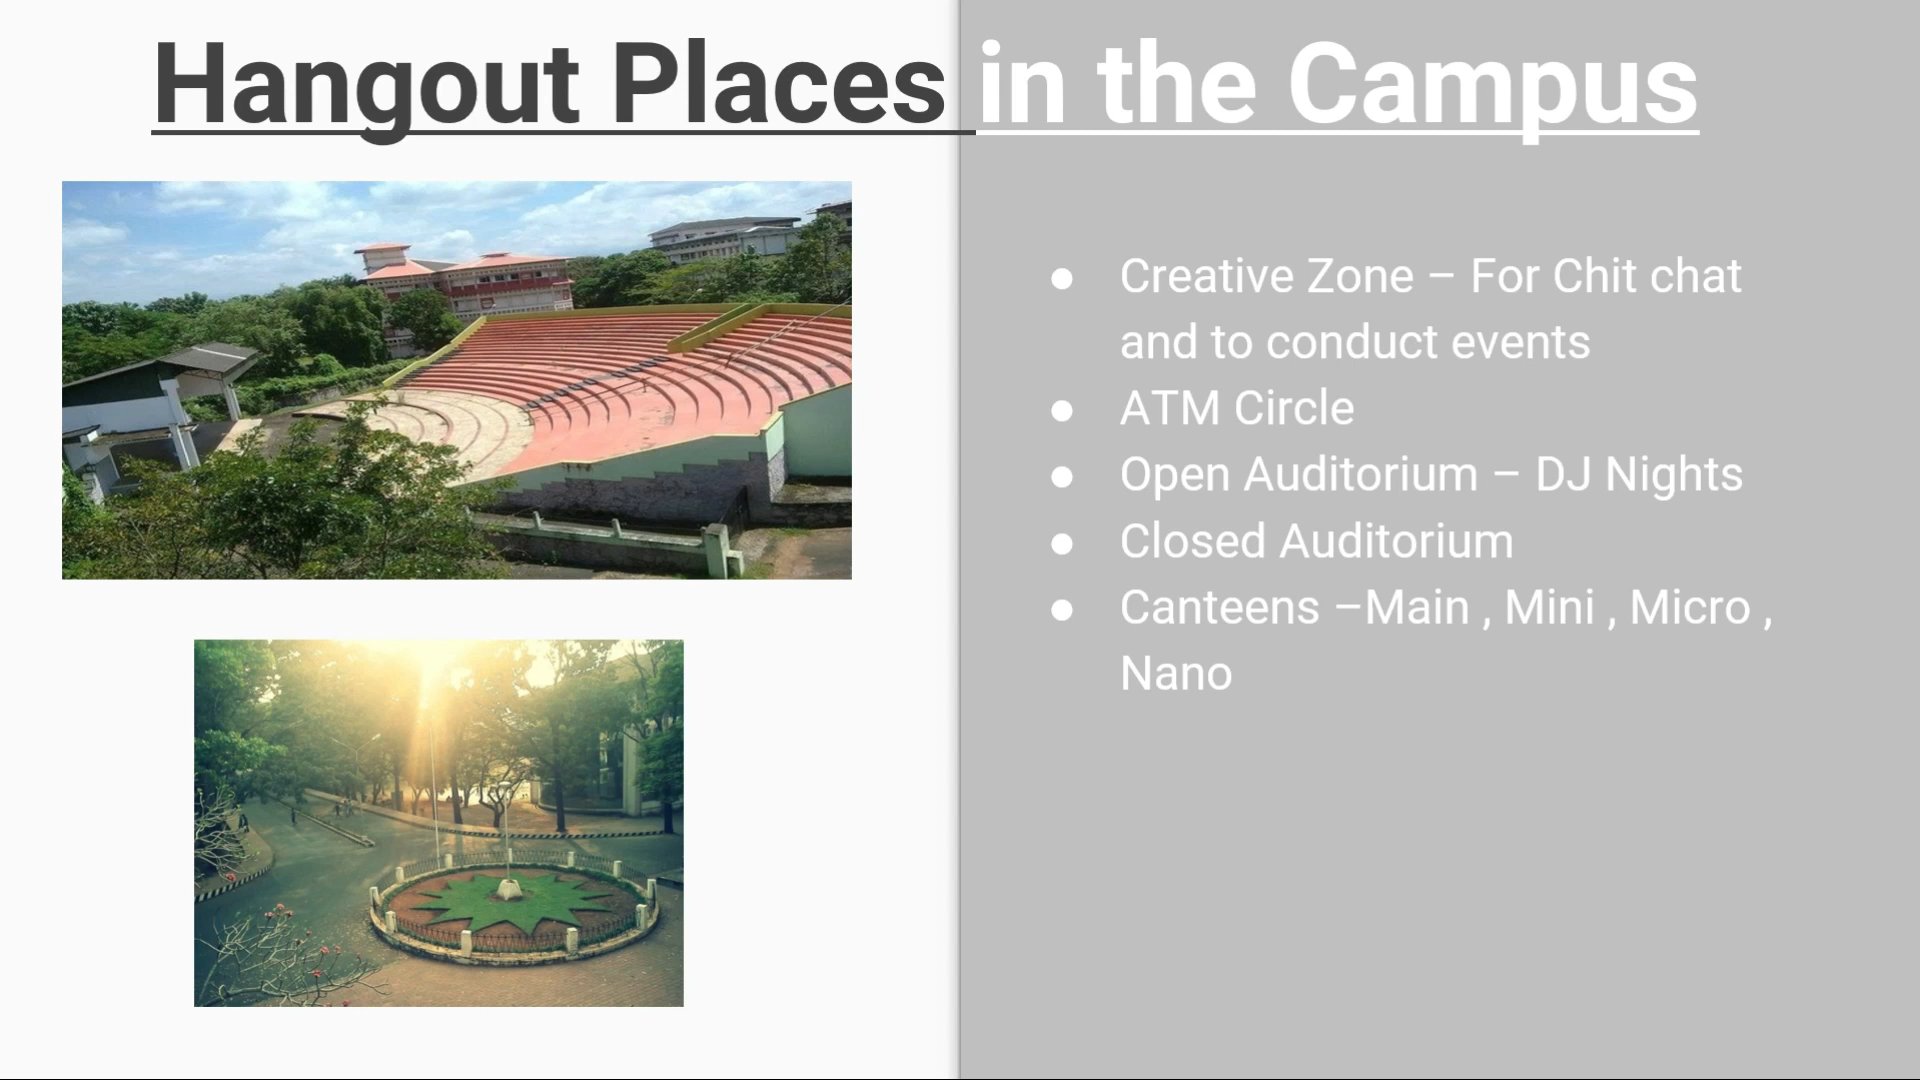 Hangout Places in the Campus
● Creative Zone – For Chit chat
and to conduct events
● ATM Circle
● Open Auditorium – DJ Nights
● Closed Auditorium
● Canteens –Main , Mini , Micro ,
Nano